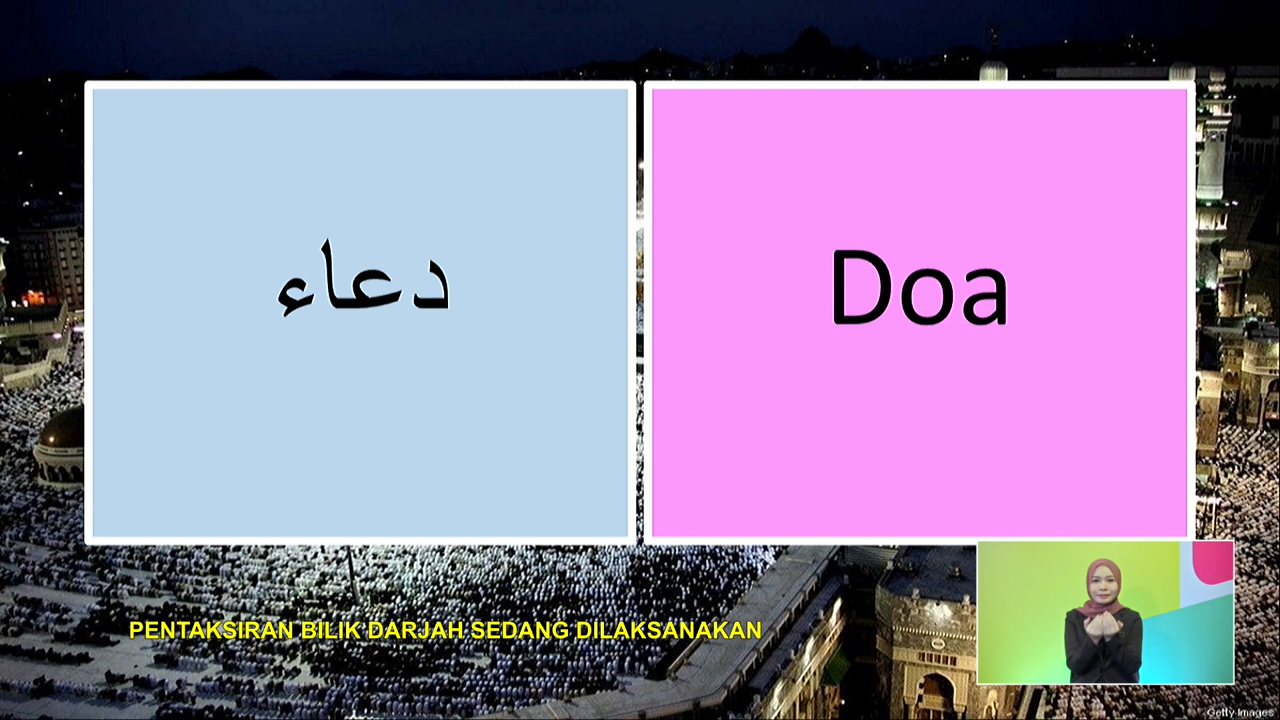 دعاء
Doa
PENTAKSIRAN BILIK DARJAH SEDANG DILAKSANAKAN
Getty Images